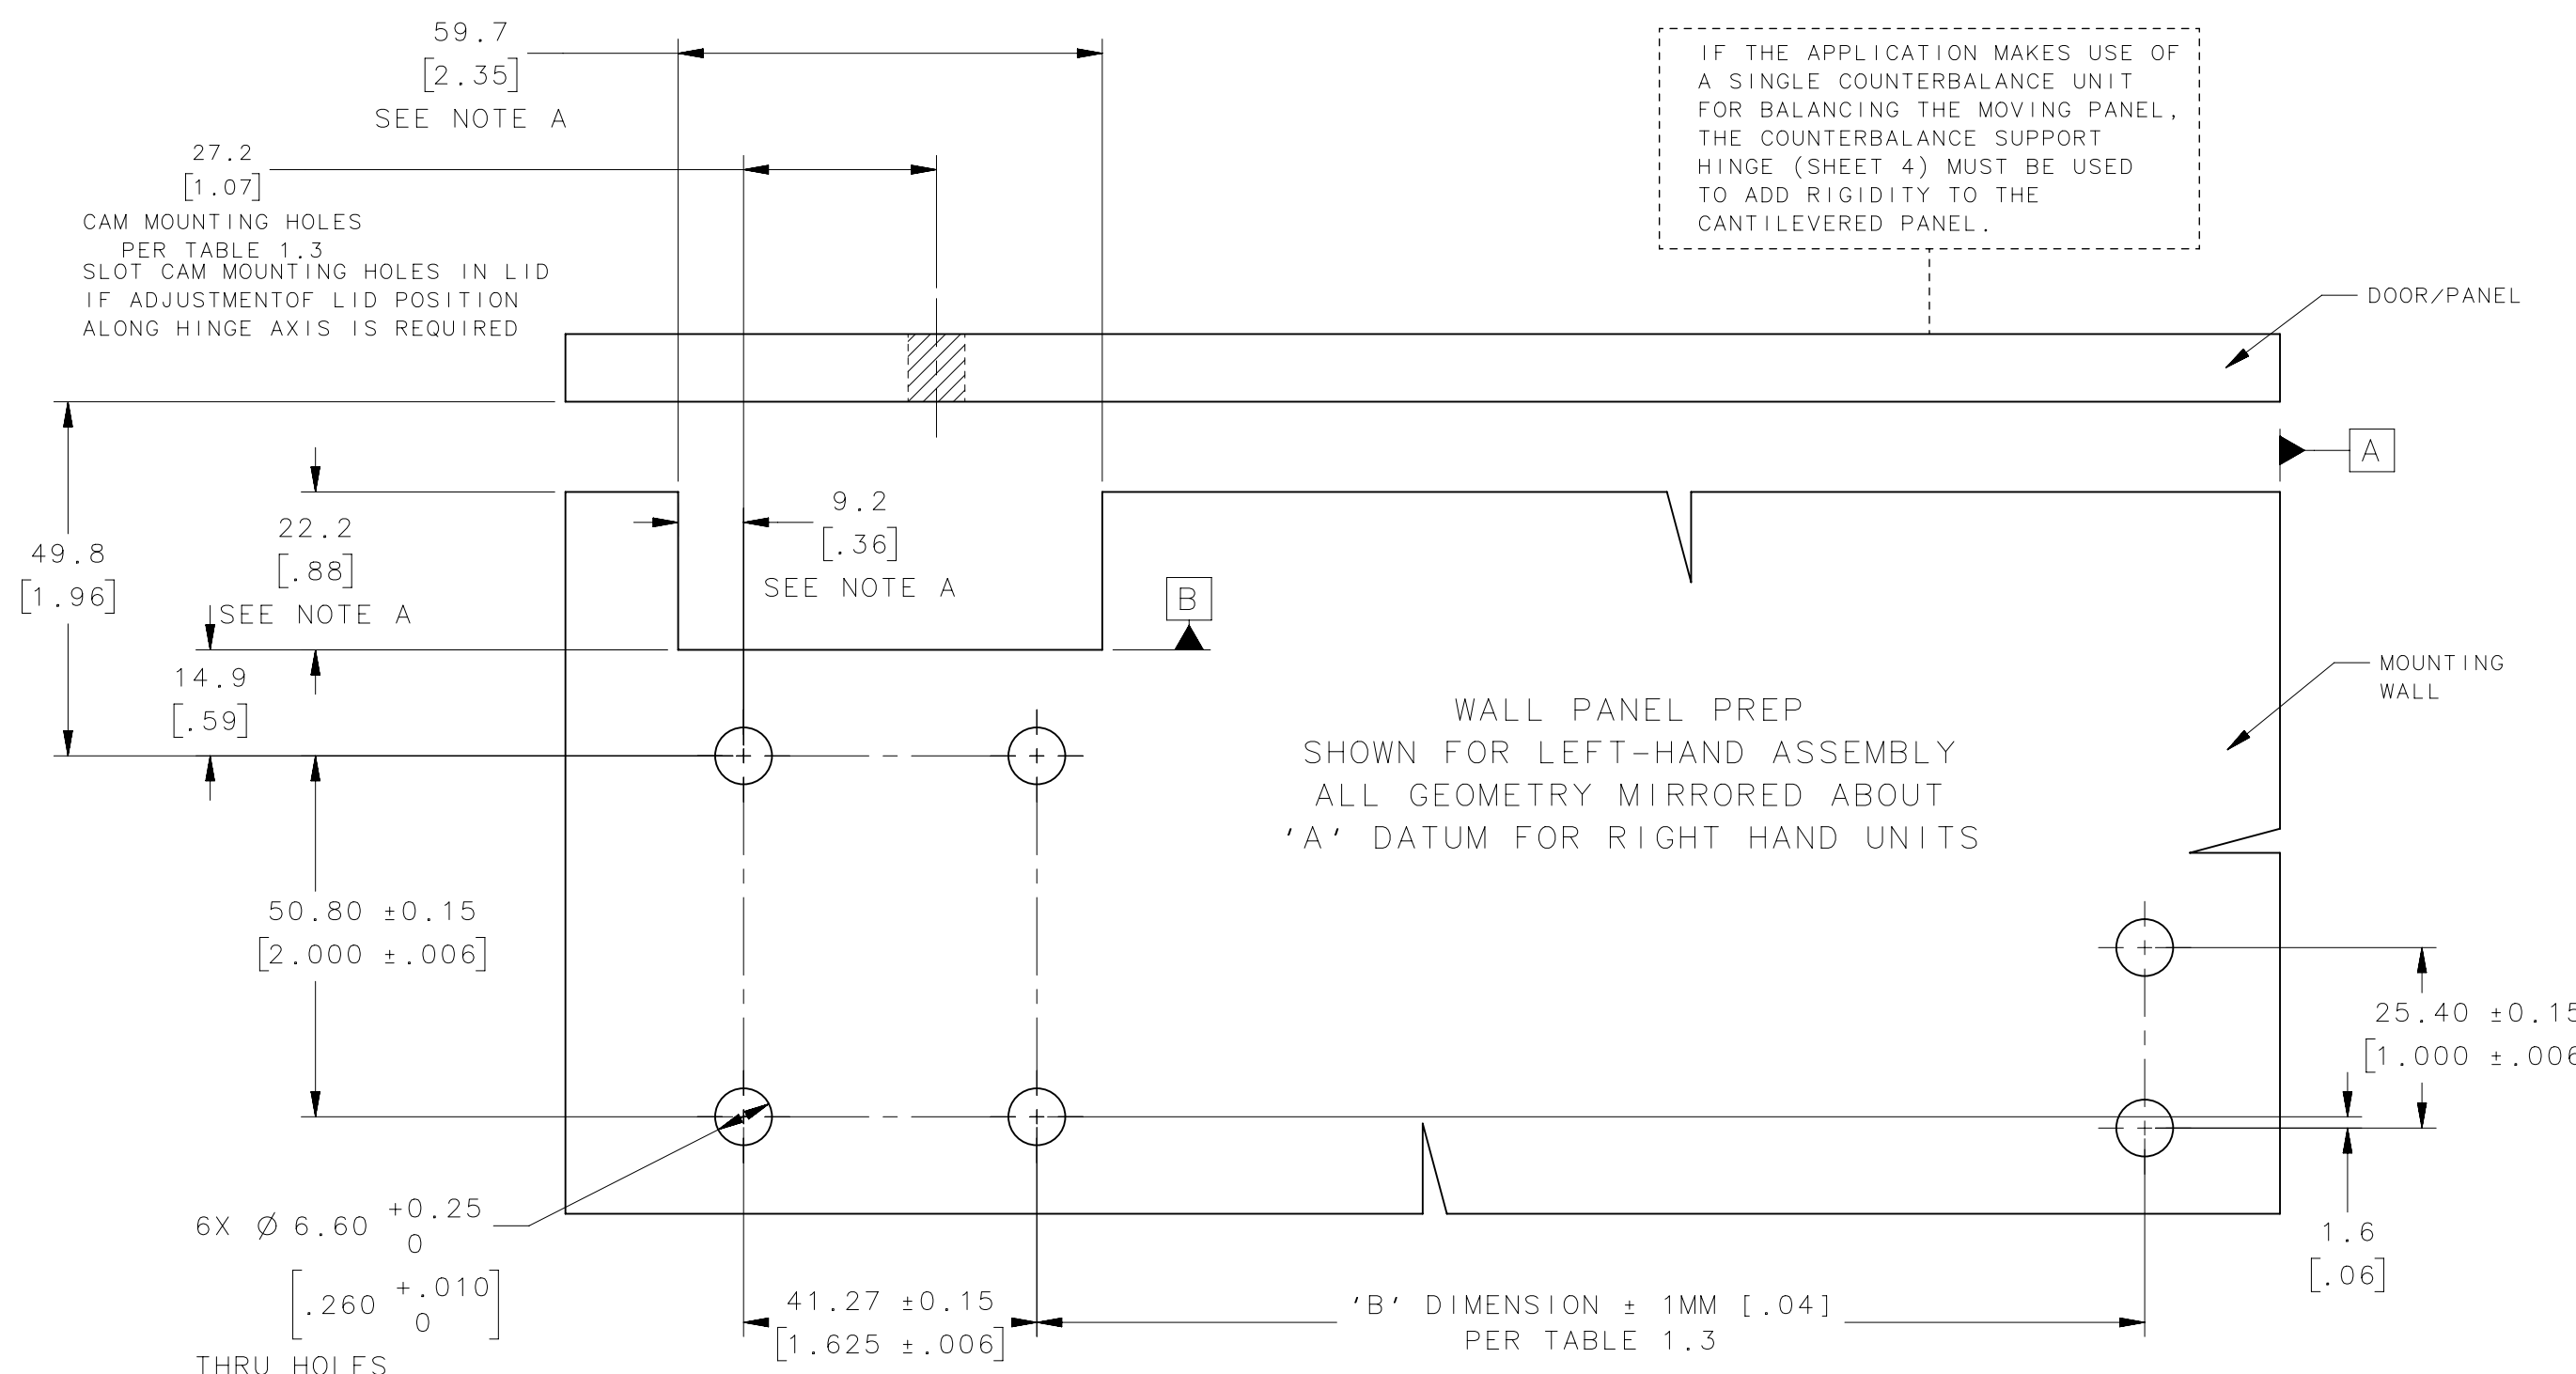 59.7
[2.35]
SEE NOTE A
27.2
[1.07]
CAM MOUNTING HOLES
PER TABLE 1.3
SLOT CAM MOUNTING HOLES IN LID
IF ADJUSTMENTOF LID POSITION
ALONG HINGE AXIS IS REQUIRED
IF THE APPLICATION MAKES USE OF
A SINGLE COUNTERBALANCE UNIT
FOR BALANCING THE MOVING PANEL,
THE COUNTERBALANCE SUPPORT
HINGE (SHEET 4) MUST BE USED
TO ADD RIGIDITY TO THE
CANTILEVERED PANEL.
DOOR/PANEL
A
49.8
[1.96]
22.2
[.88]
SEE NOTE A
9.2
[.36]
SEE NOTE A
B
14.9
[.59]
MOUNTING
WALL
WALL PANEL PREP
SHOWN FOR LEFT-HAND ASSEMBLY
ALL GEOMETRY MIRRORED ABOUT
'A' DATUM FOR RIGHT HAND UNITS
50.80 ±0.15
[2.000 ±.006]
25.40 ±0.15
[1.000 ±.006
1.6
[.06]
6X Ø 6.60 +0.25
0
[.260 +.010
0]
THRU HOLES
41.27 ±0.15
[1.625 ±.006]
'B' DIMENSION ± 1MM [.04]
PER TABLE 1.3